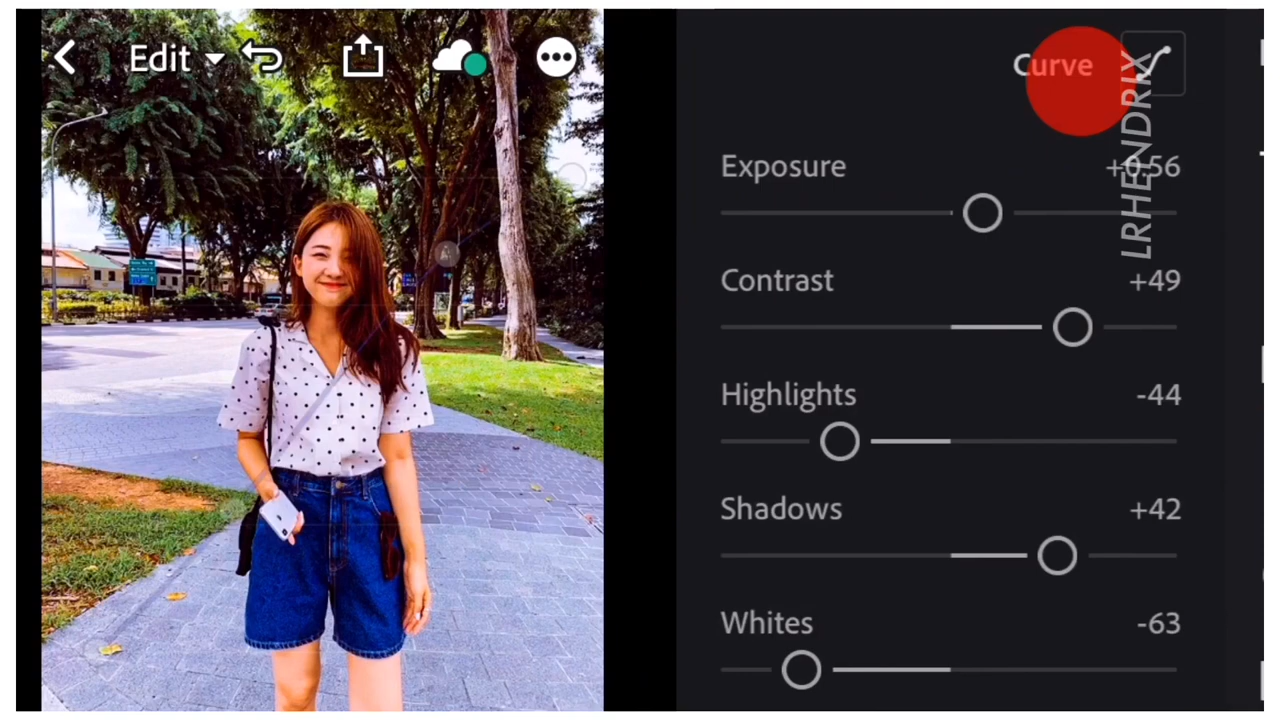 Edit
Curve
Exposure
+0.56
Contrast
+49
Highlights
-44
Shadows
+42
Whites
-63
LRHENDRIX